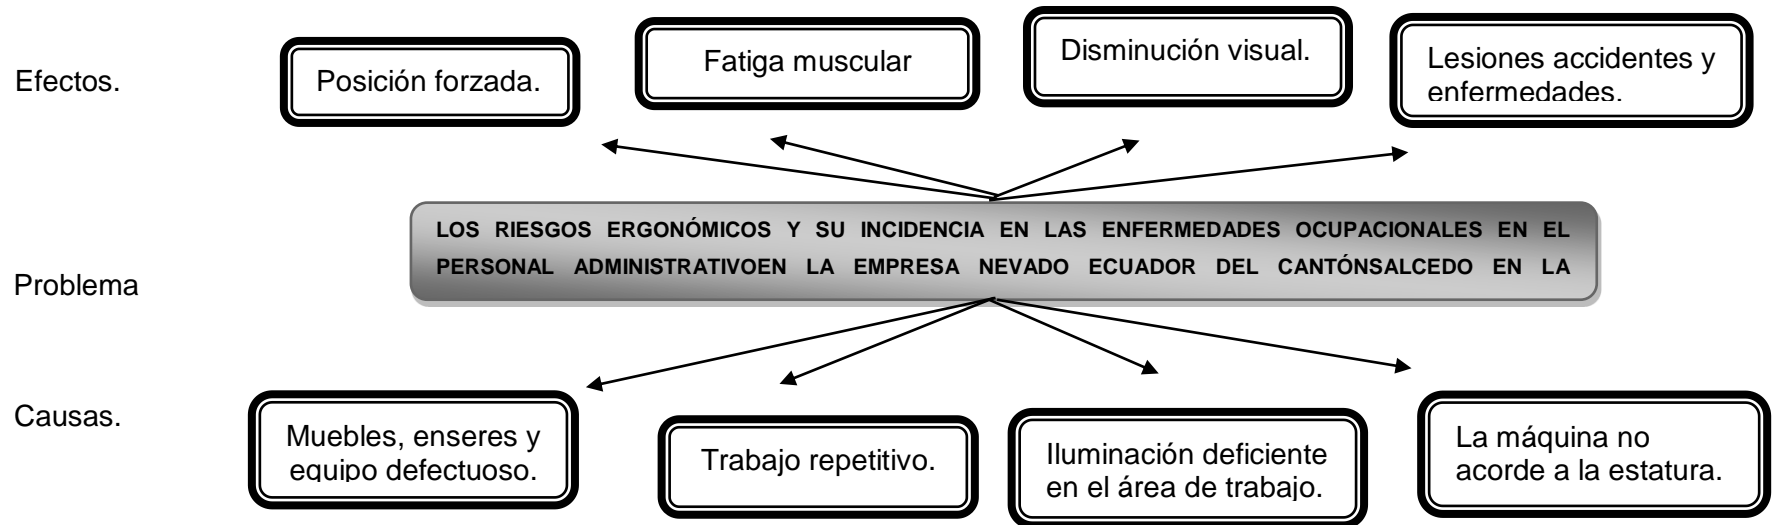 Efectos.
Posición forzada.
Fatiga muscular
Disminución visual.
Lesiones accidentes y
enfermedades.
Problema
LOS RIESGOS ERGONÓMICOS Y SU INCIDENCIA EN LAS ENFERMEDADES OCUPACIONALES EN EL
PERSONAL ADMINISTRATIVOEN LA EMPRESA NEVADO ECUADOR DEL CANTÓNSALCEDO EN LA
Causas.
Muebles, enseres y
equipo defectuoso.
Trabajo repetitivo.
Iluminación deficiente
en el área de trabajo.
La máquina no
acorde a la estatura.